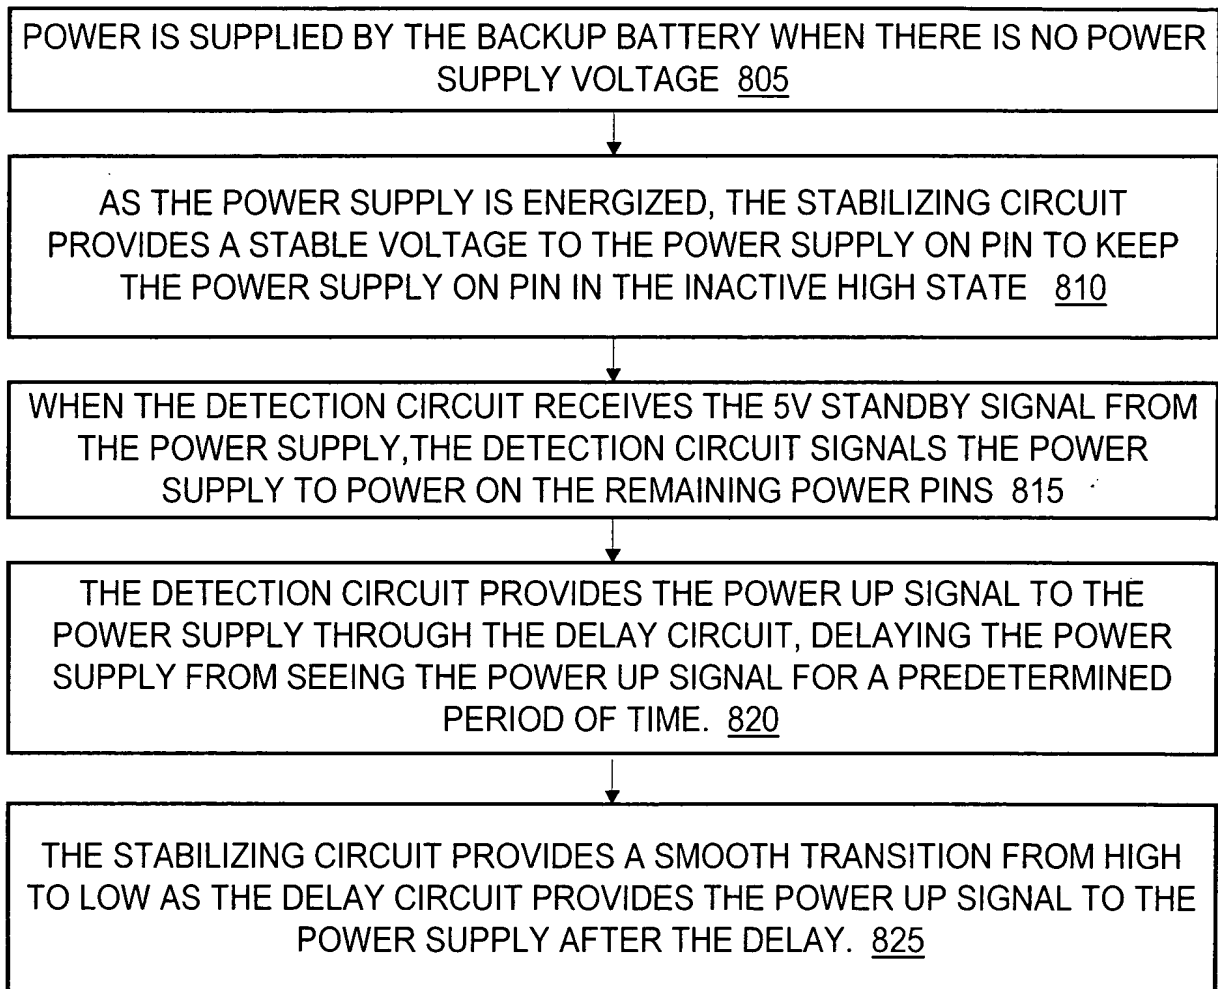 POWER IS SUPPLIED BY THE BACKUP BATTERY WHEN THERE IS NO POWER
SUPPLY VOLTAGE 805
AS THE POWER SUPPLY IS ENERGIZED, THE STABILIZING CIRCUIT
PROVIDES A STABLE VOLTAGE TO THE POWER SUPPLY ON PIN TO KEEP
THE POWER SUPPLY ON PIN IN THE INACTIVE HIGH STATE 810
WHEN THE DETECTION CIRCUIT RECEIVES THE 5V STANDBY SIGNAL FROM
THE POWER SUPPLY,THE DETECTION CIRCUIT SIGNALS THE POWER
SUPPLY TO POWER ON THE REMAINING POWER PINS 815
THE DETECTION CIRCUIT PROVIDES THE POWER UP SIGNAL TO THE
POWER SUPPLY THROUGH THE DELAY CIRCUIT, DELAYING THE POWER
SUPPLY FROM SEEING THE POWER UP SIGNAL FOR A PREDETERMINED
PERIOD OF TIME. 820
THE STABILIZING CIRCUIT PROVIDES A SMOOTH TRANSITION FROM HIGH
TO LOW AS THE DELAY CIRCUIT PROVIDES THE POWER UP SIGNAL TO THE
POWER SUPPLY AFTER THE DELAY. 825